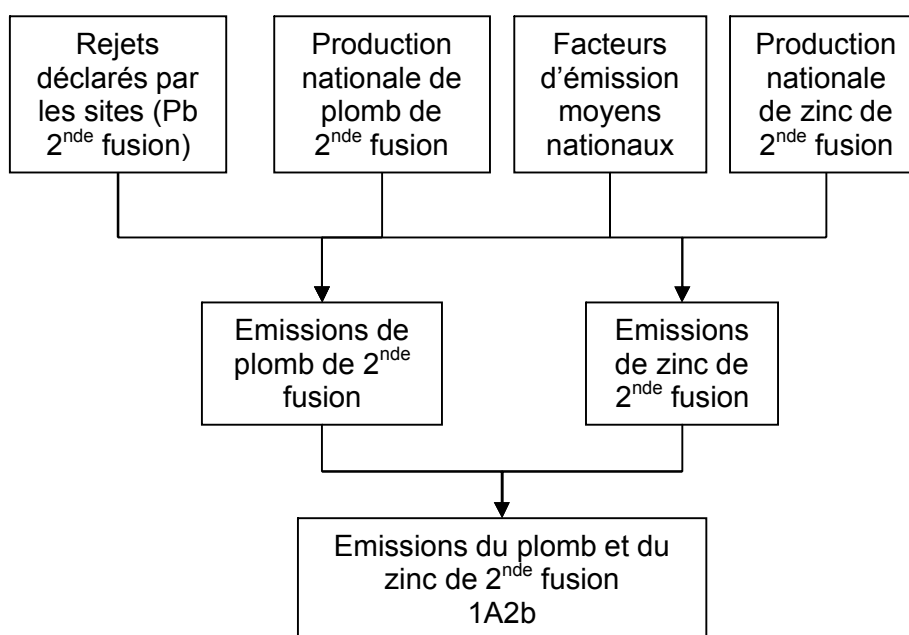 Rejets
déclarés par
les sites (Pb
2nde fusion)
Production
nationale de
plomb de
2nde fusion
Facteurs
d'émission
moyens
nationaux
Production
nationale
de zinc de
2nde fusion
Emissions de
plomb de 2nde
fusion
Emissions
de zinc de
2nde fusion
Emissions du plomb et du
zinc de 2nde fusion
1A2b